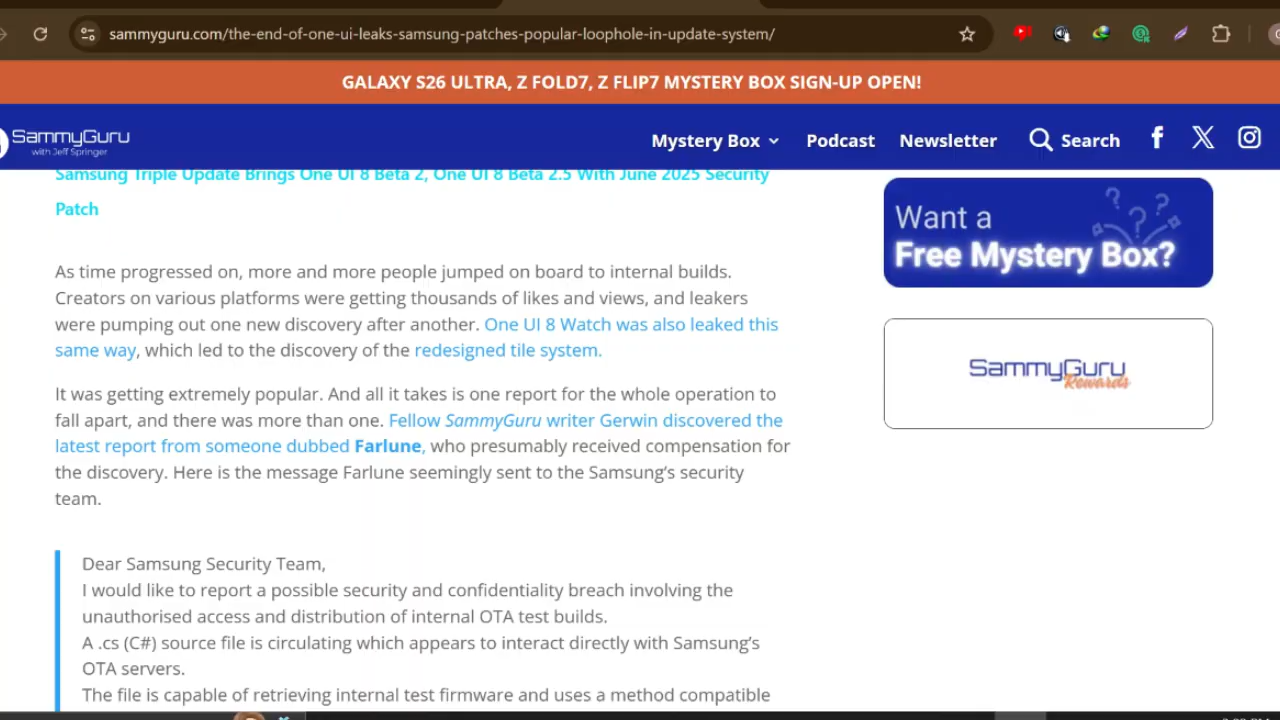 sammyguru.com/the-end-of-one-ui-leaks-samsung-patches-popular-loophole-in-update-system/
GALAXY S26 ULTRA, Z FOLD7, Z FLIP7 MYSTERY BOX SIGN-UP OPEN!
SammyGuru
with Jeff Springer
Mystery Box
Podcast
Newsletter
Search
Samsung Triple Update Brings One UI 8 Beta 2, One UI 8 Beta 2.5 With June 2025 Security
Patch
As time progressed on, more and more people jumped on board to internal builds.
Creators on various platforms were getting thousands of likes and views, and leakers
were pumping out one new discovery after another. One UI 8 Watch was also leaked this
same way, which led to the discovery of the redesigned tile system.
It was getting extremely popular. And all it takes is one report for the whole operation to
fall apart, and there was more than one. Fellow SammyGuru writer Gerwin discovered the
latest report from someone dubbed Farlune, who presumably received compensation for
the discovery. Here is the message Farlune seemingly sent to the Samsung's security
team.
Dear Samsung Security Team,
I would like to report a possible security and confidentiality breach involving the
unauthorised access and distribution of internal OTA test builds.
A .cs (C#) source file is circulating which appears to interact directly with Samsung's
OTA servers.
The file is capable of retrieving internal test firmware and uses a method compatible
Want a
Free Mystery Box?
SammyGuru
Rewards